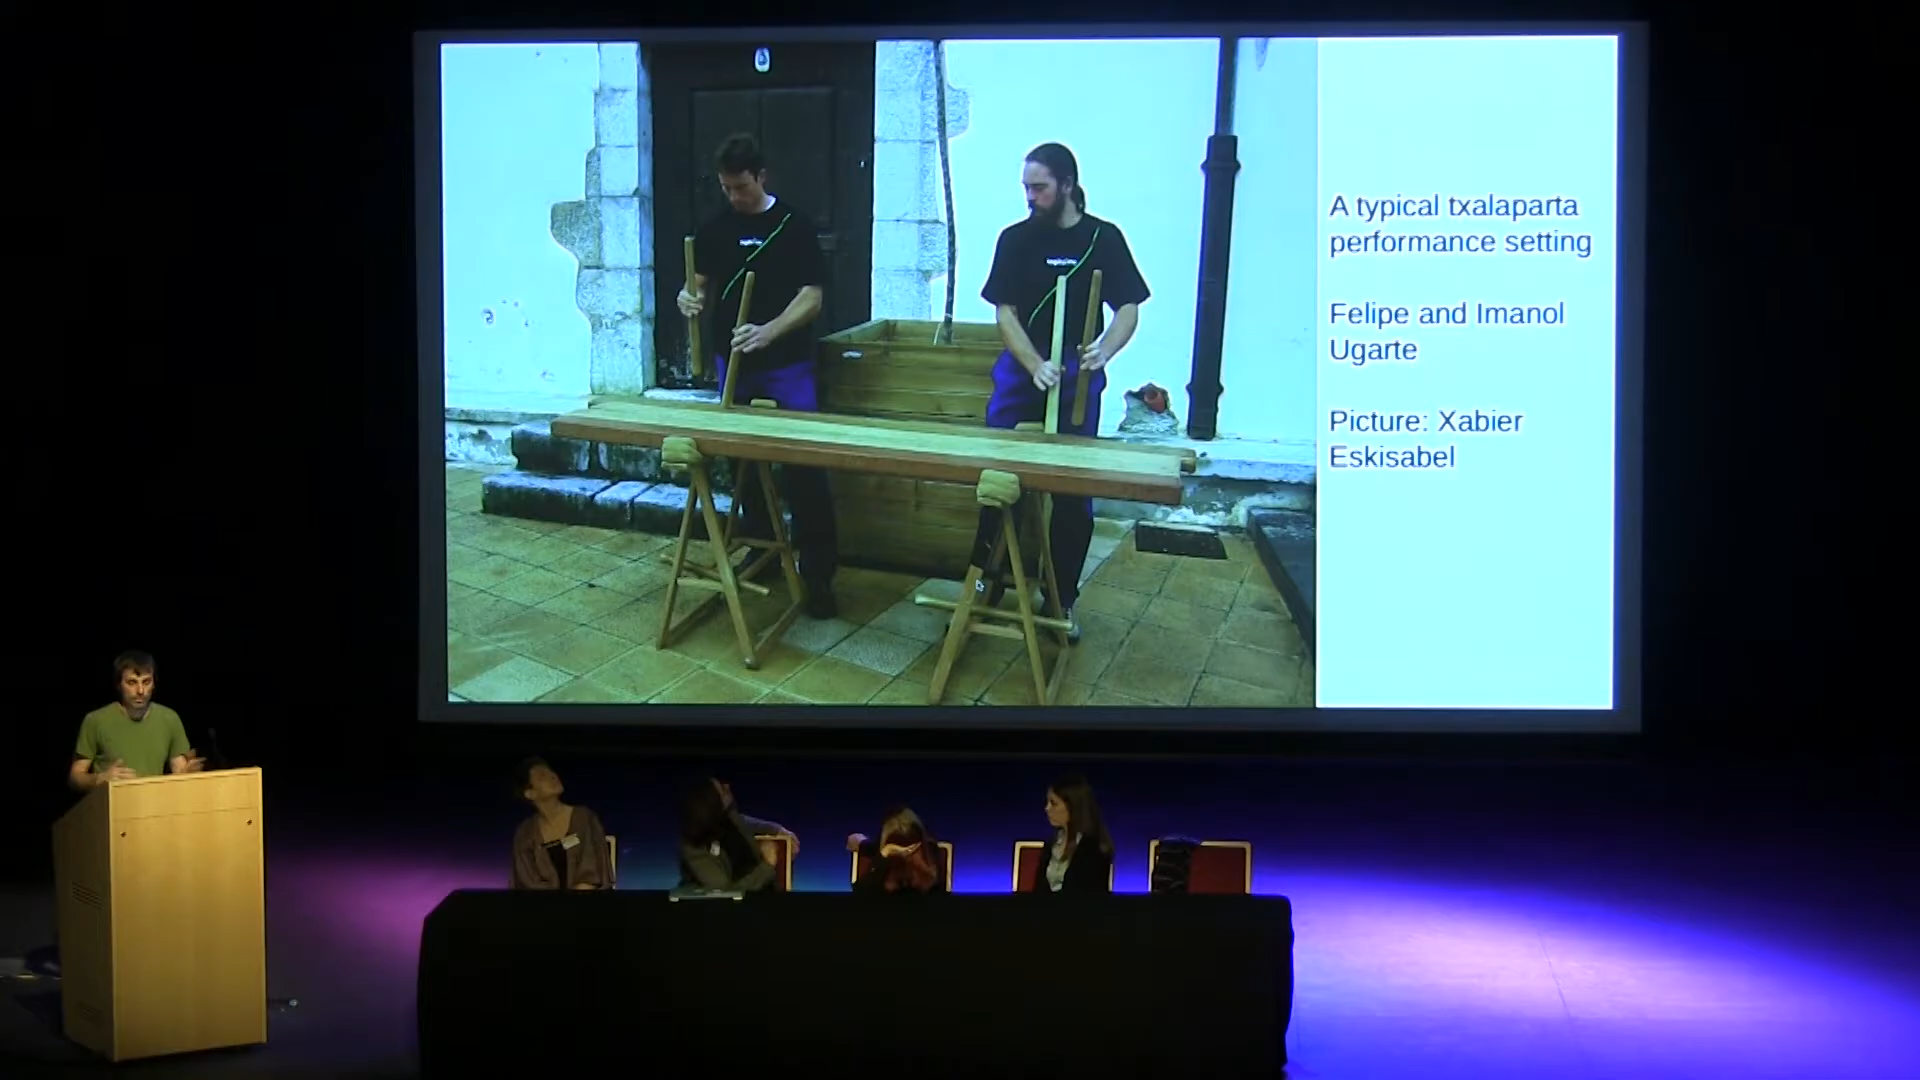 A typical txalaparta
performance setting
Felipe and Imanol
Ugarte
Picture: Xabier
Eskisabel